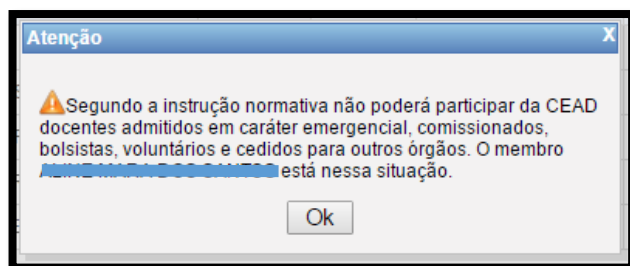 Atenção X
Segundo a instrução normativa não poderá participar da CEAD
docentes admitidos em caráter emergencial, comissionados,
bolsistas, voluntários e cedidos para outros órgãos. O membro
está nessa situação.
Ok